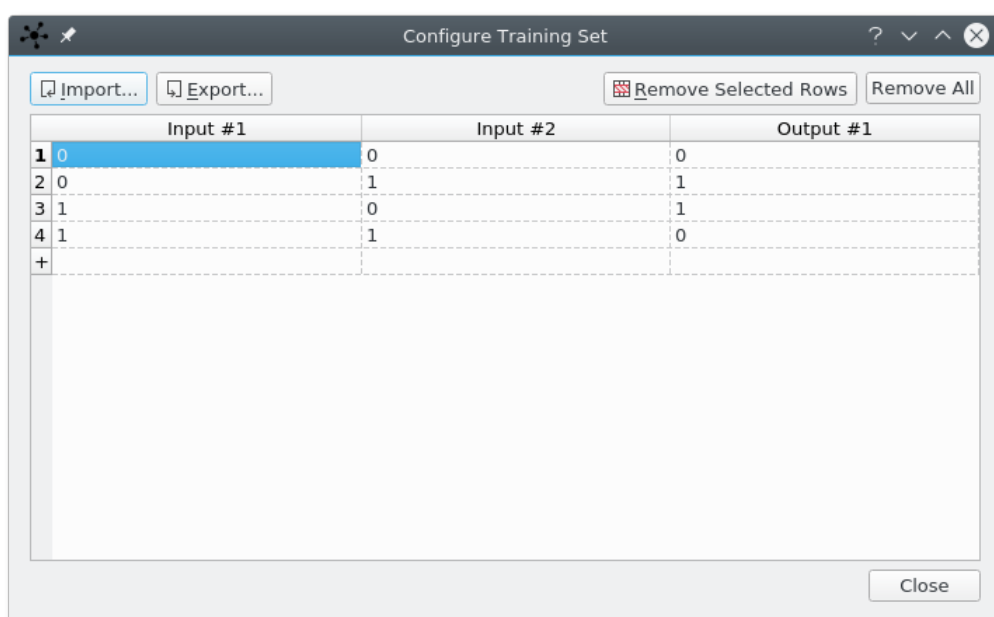 Configure Training Set ?
Import... Export... Remove Selected Rows Remove All
Input #1 Input #2 Output #1
1 0 0 0
2 0 1 1
3 1 0 1
4 1 1 0
+
Close